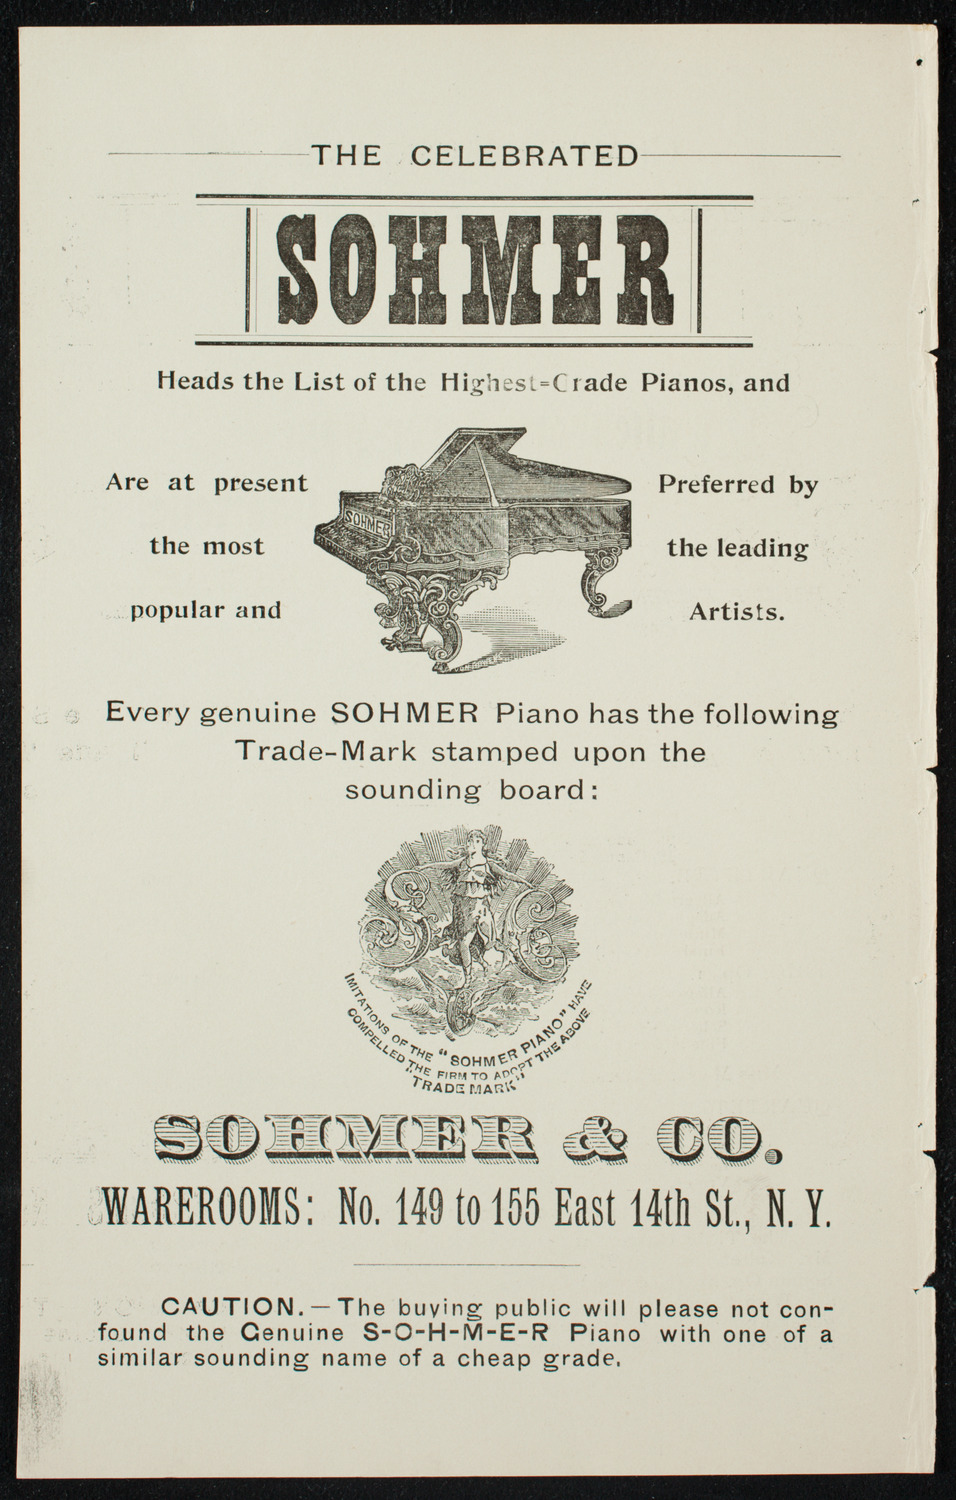 THE CELEBRATED
SOHMER
Heads the List of the Highest=Grade Pianos, and
Are at present
the most
popular and
SOHMER
Preferred by
the leading
Artists.
Every genuine SOHMER Piano has the following
Trade-Mark stamped upon the
sounding board:
IMITATIONS OF THE "SOHMER PIANO" HAVE
COMPELLED THE FIRM TO ADOPT THE ABOVE
"TRADE MARK"
SOHMER & CO.
WAREROOMS: No. 149 to 155 East 14th St., N. Y.
CAUTION.—The buying public will please not con-
found the Genuine S-O-H-M-E-R Piano with one of a
similar sounding name of a cheap grade.